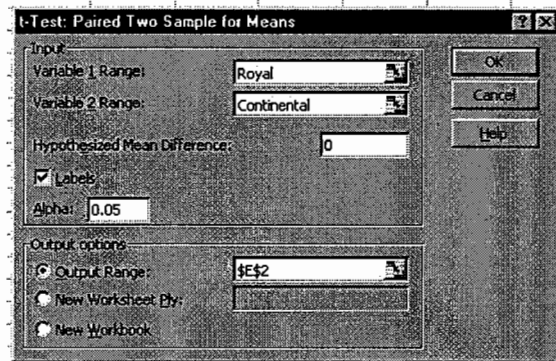 t-Test: Paired Two Sample for Means
Input
Variable 1 Range: Royal
Variable 2 Range: Continental
Hypothesized Mean Difference: 0
Labels
Alpha: 0.05
OK
Cancel
Help
Output options
Output Range: $E$2
New Worksheet Ply:
New Workbook